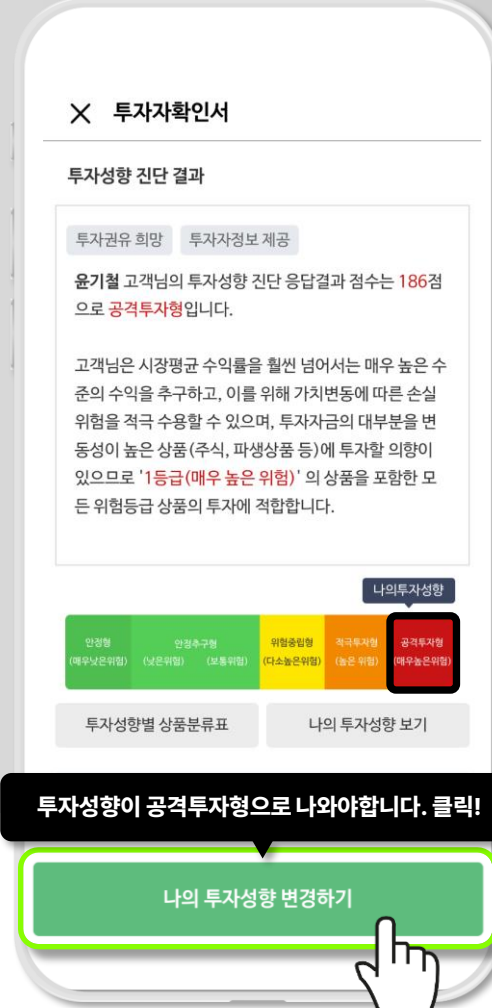 투자자확인서
투자성향 진단 결과
투자권유 희망 투자자정보 제공
윤기철 고객님의 투자성향 진단 응답결과 점수는 186점
으로 공격투자형입니다.
고객님은 시장평균 수익률을 훨씬 넘어서는 매우 높은 수
준의 수익을 추구하고, 이를 위해 가치변동에 따른 손실
위험을 적극 수용할 수 있으며, 투자자금의 대부분을 변
동성이 높은 상품(주식, 파생상품 등)에 투자할 의향이
있으므로 '1등급(매우 높은 위험)' 의 상품을 포함한 모
든 위험등급 상품의 투자에 적합합니다.
나의투자성향
안정형 안정추구형 위험중립형 적극투자형 공격투자형
(매우낮은위험) (낮은위험) (보통위험) (다소높은위험) (높은 위험) (매우높은위험)
투자성향별 상품분류표 나의 투자성향 보기
투자성향이 공격투자형으로 나와야합니다. 클릭!
나의 투자성향 변경하기